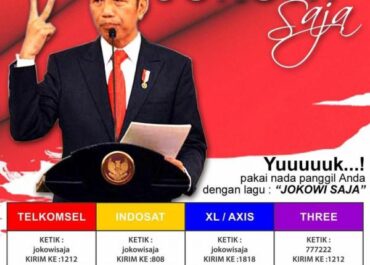 Saja
Yuuuuuk...!
pakai nada panggil Anda
dengan lagu : "JOKOWI SAJA"
TELKOMSEL INDOSAT XL / AXIS THREE
KETIK : KETIK : KETIK : KETIK :
jokowisaja jokowisaja jokowisaja 777222
KIRIM KE :1212 KIRIM KE :808 KIRIM KE :1818 KIRIM KE :1212